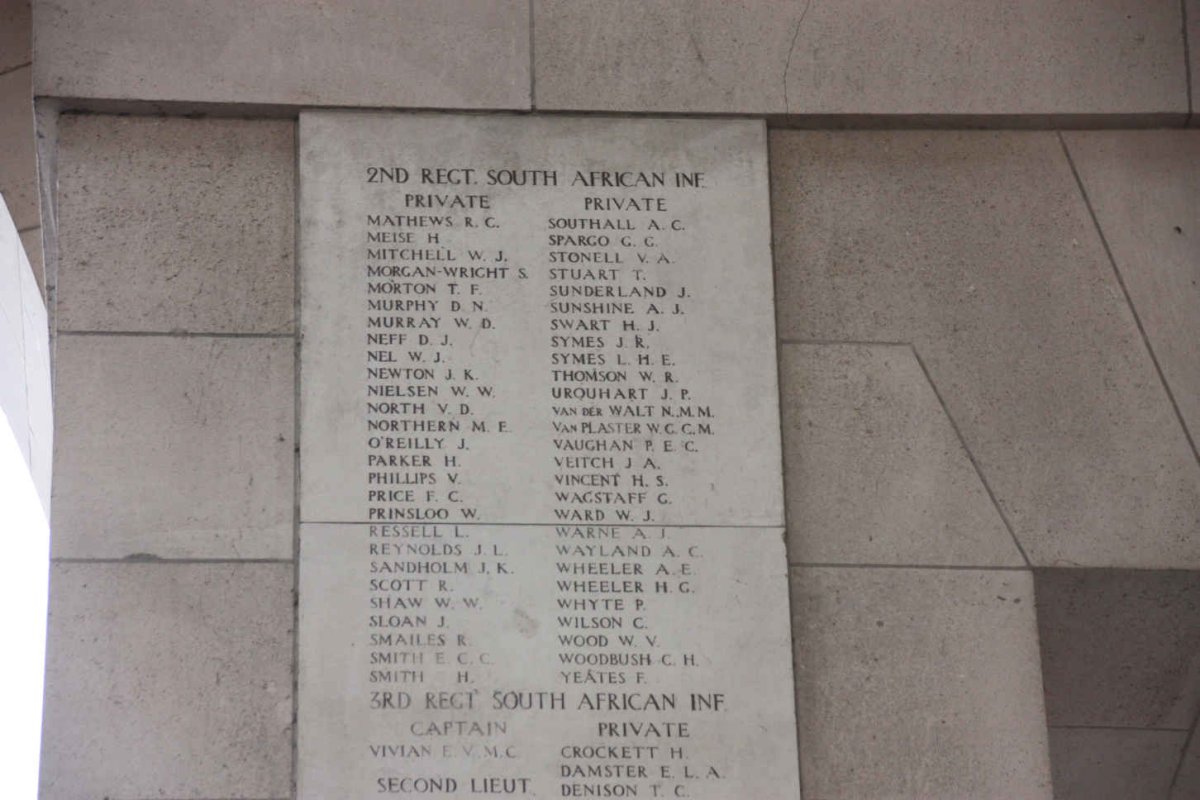 2ND REGT. SOUTH AFRICAN INF.
PRIVATE
MATHEWS R. C.
MEISE H.
MITCHELL W. J.
MORGAN-WRIGHT S.
MORTON T. F.
MURPHY D. N.
MURRAY W. D.
NEFF D. J.
NEL W. J.
NEWTON J. K.
NIELSEN W. W.
NORTH V. D.
NORTHERN M. E.
O'REILLY J.
PARKER H.
PHILLIPS V.
PRICE F. C.
PRINSLOO W.
RESSELL L.
REYNOLDS J. L.
SANDHOLM J. K.
SCOTT R.
SHAW W. W.
SLOAN J.
SMAILES R.
SMITH E. C. C.
SMITH H.
PRIVATE
SOUTHALL A. C.
SPARGO G. G.
STONELL V. A.
STUART T.
SUNDERLAND J.
SUNSHINE A. J.
SWART H. J.
SYMES J. R.
SYMES L. H. E.
THOMSON W. R.
URQUHART J. P.
VAN DER WALT N. M. M.
VAN PLASTER W. G. C. M.
VAUGHAN P. E. C.
VEITCH J. A.
VINCENT H. S.
WAGSTAFF G.
WARD W. J.
WARNE A. J.
WAYLAND A. C.
WHEELER A. E.
WHEELER H. G.
WHYTE P.
WILSON C.
WOOD W. V.
WOODBUSH C. H.
YEATES F.
3RD REGT. SOUTH AFRICAN INF.
CAPTAIN
VIVIAN E. V., M.C.
SECOND LIEUT.
PRIVATE
CROCKETT H.
DAMSTER E. L. A.
DENISON T. C.